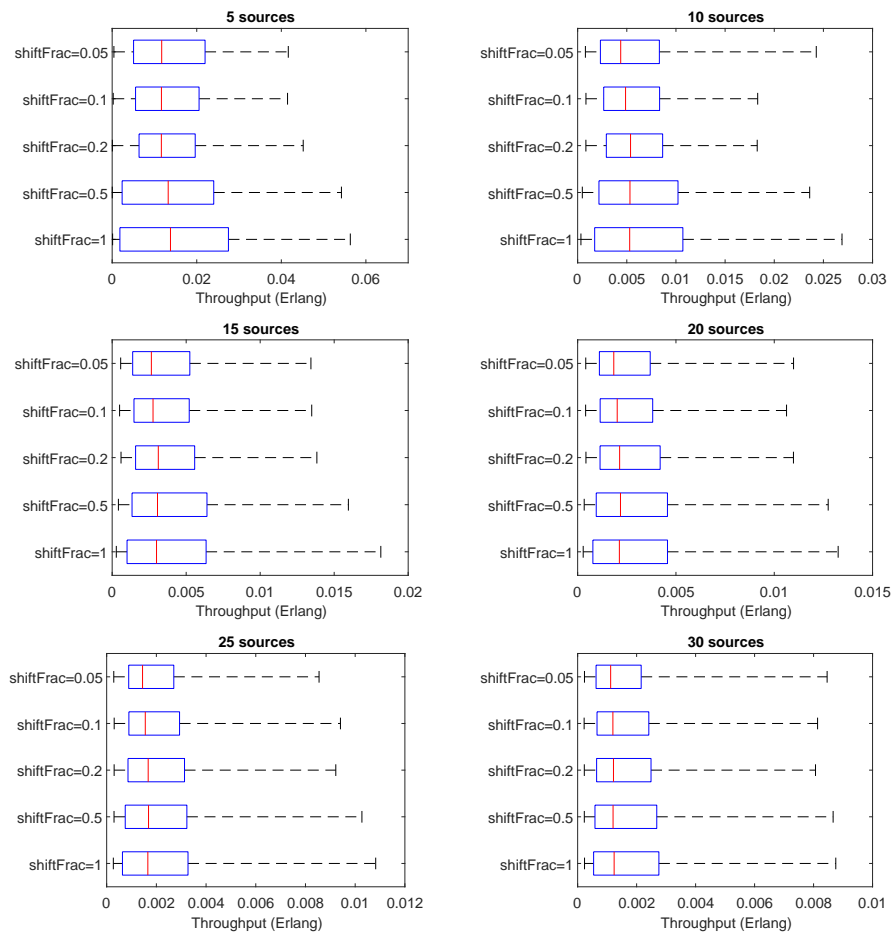 5 sources
shiftFrac=0.05
shiftFrac=0.1
shiftFrac=0.2
shiftFrac=0.5
shiftFrac=1
0 0.02 0.04 0.06
Throughput (Erlang)
10 sources
shiftFrac=0.05
shiftFrac=0.1
shiftFrac=0.2
shiftFrac=0.5
shiftFrac=1
0 0.005 0.01 0.015 0.02 0.025 0.03
Throughput (Erlang)
15 sources
shiftFrac=0.05
shiftFrac=0.1
shiftFrac=0.2
shiftFrac=0.5
shiftFrac=1
0 0.005 0.01 0.015 0.02
Throughput (Erlang)
20 sources
shiftFrac=0.05
shiftFrac=0.1
shiftFrac=0.2
shiftFrac=0.5
shiftFrac=1
0 0.005 0.01 0.015
Throughput (Erlang)
25 sources
shiftFrac=0.05
shiftFrac=0.1
shiftFrac=0.2
shiftFrac=0.5
shiftFrac=1
0 0.002 0.004 0.006 0.008 0.01 0.012
Throughput (Erlang)
30 sources
shiftFrac=0.05
shiftFrac=0.1
shiftFrac=0.2
shiftFrac=0.5
shiftFrac=1
0 0.002 0.004 0.006 0.008 0.01
Throughput (Erlang)